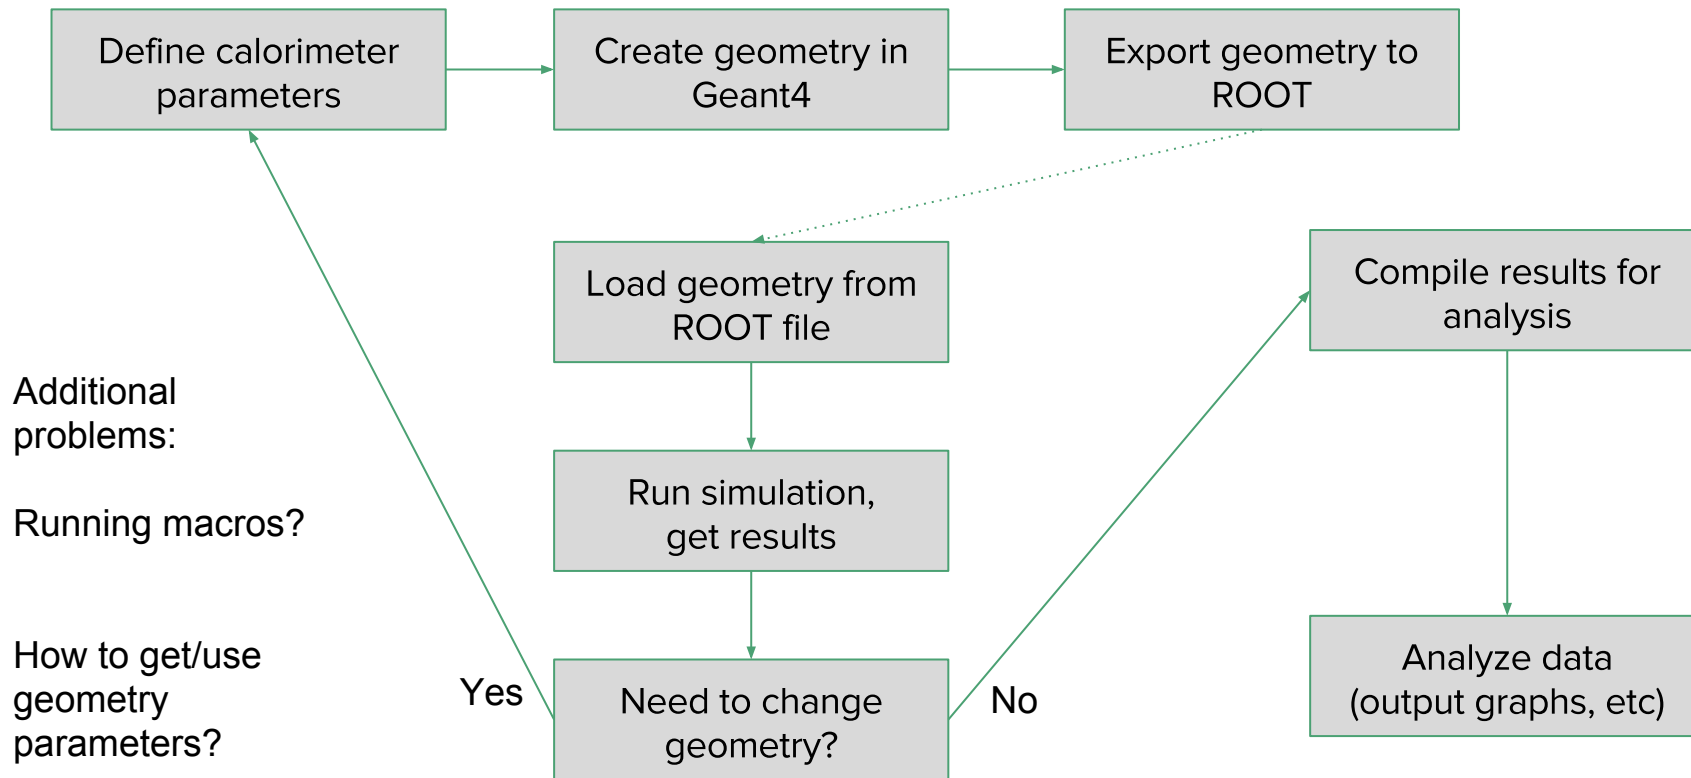 Define calorimeter
parameters
Create geometry in
Geant4
Export geometry to
ROOT
Load geometry from
ROOT file
Compile results for
analysis
Additional
problems:
Running macros?
Run simulation,
get results
How to get/use
geometry
parameters?
Yes
Need to change
geometry?
No
Analyze data
(output graphs, etc)